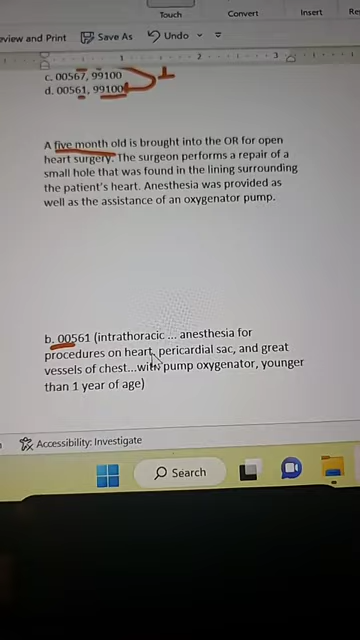 Touch
Convert
Insert
eview and Print
Save As
Undo
1
2
3
c. 00567, 99100
d. 00561, 99100
A five month old is brought into the OR for open
heart surgery. The surgeon performs a repair of a
small hole that was found in the lining surrounding
the patient's heart. Anesthesia was provided as
well as the assistance of an oxygenator pump.
b. 00561 (intrathoracic ... anesthesia for
procedures on heart, pericardial sac, and great
vessels of chest...with pump oxygenator, younger
than 1 year of age)
Accessibility: Investigate
Search